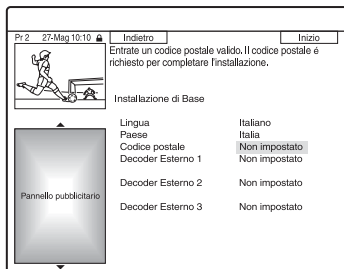 Pr 2 27-Mag 10:10 Indietro Inizio
Entrate un codice postale valido. Il codice postale é
richiesto per completare l'installazione.
Installazione di Base
Lingua Italiano
Paese Italia
Codice postale Non impostato
Decoder Esterno 1 Non impostato
Decoder Esterno 2 Non impostato
Decoder Esterno 3 Non impostato
Pannello pubblicitario